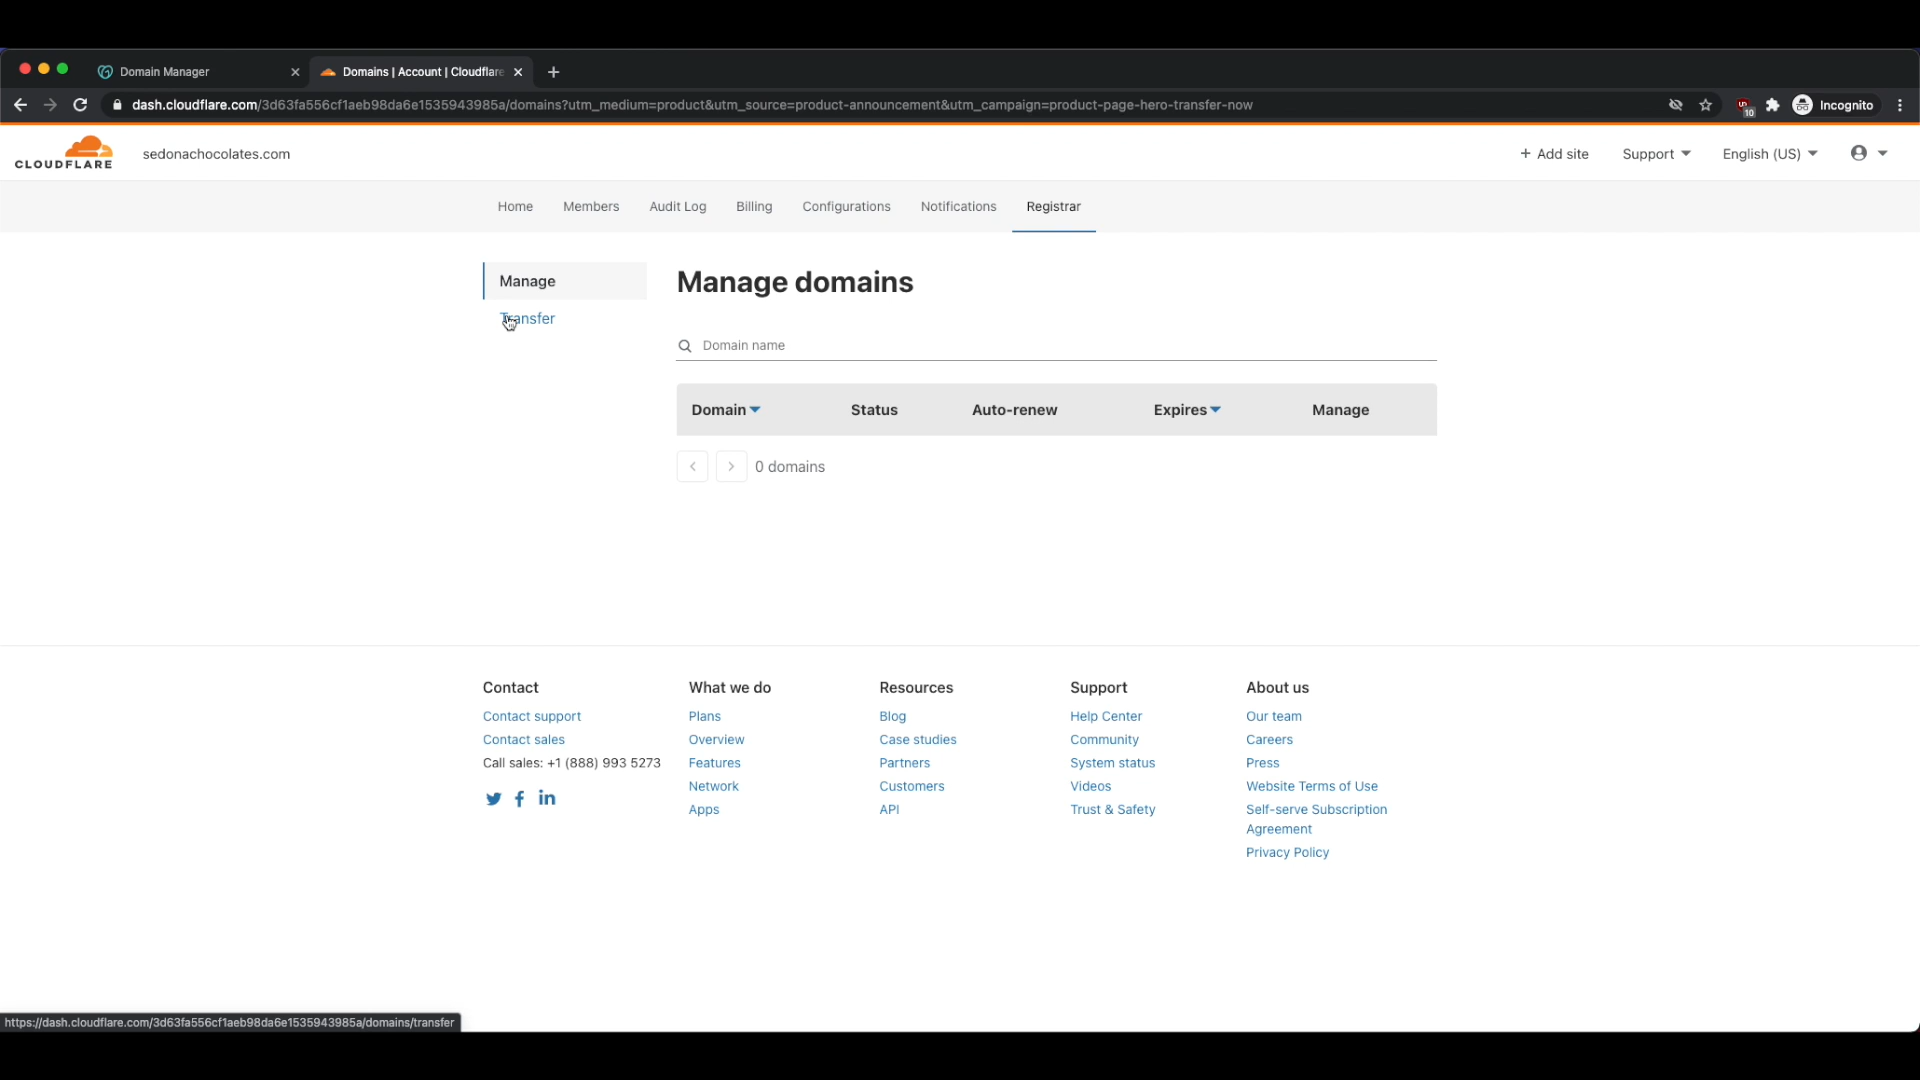 Domain Manager
Domains | Account | Cloudflare
dash.cloudflare.com/3d63fa556cf1aeb98da6e1535943985a/domains?utm_medium=product&utm_source=product-announcement&utm_campaign=product-page-hero-transfer-now
10
Incognito
CLOUDFLARE
sedonachocolates.com
+ Add site
Support
English (US)
Home
Members
Audit Log
Billing
Configurations
Notifications
Registrar
Manage
Transfer
Manage domains
Domain name
Domain
Status
Auto-renew
Expires
Manage
0 domains
Contact
Contact support
Contact sales
Call sales: +1 (888) 993 5273
What we do
Plans
Overview
Features
Network
Apps
Resources
Blog
Case studies
Partners
Customers
API
Support
Help Center
Community
System status
Videos
Trust & Safety
About us
Our team
Careers
Press
Website Terms of Use
Self-serve Subscription
Agreement
Privacy Policy
https://dash.cloudflare.com/3d63fa556cf1aeb98da6e1535943985a/domains/transfer